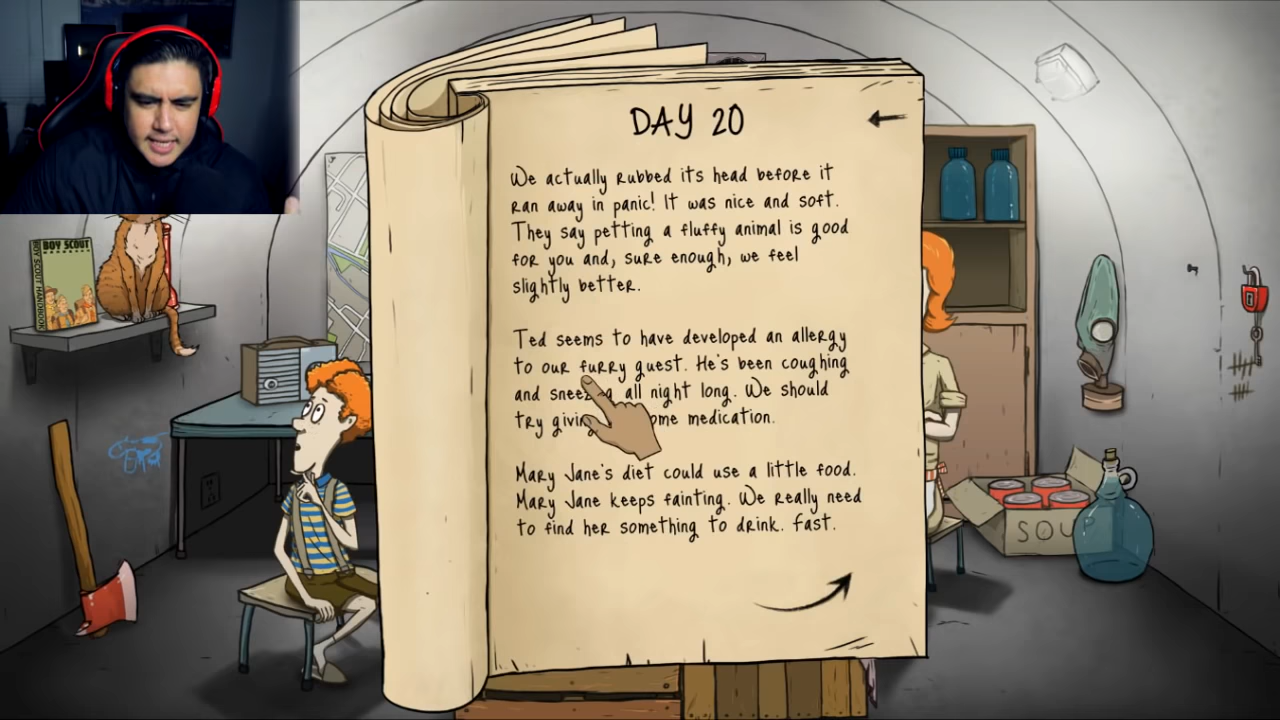 DAY 20
We actually rubbed its head before it
ran away in panic! It was nice and soft.
They say petting a fluffy animal is good
for you and, sure enough, we feel
slightly better.
Ted seems to have developed an allergy
to our furry guest. He's been coughing
and all night long. We should
try some medication.
Mary Jane's diet could use a little food.
Mary Jane keeps fainting. We really need
to find her something to drink. Fast.
BOY SCOUT
BOY SCOUT HANDBOOK
SOUP